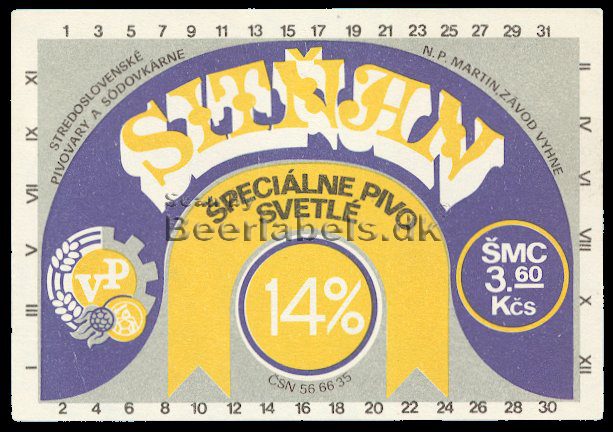 1 3 5 7 9 11 13 15 17 19 21 23 25 27 29 31
STREDOSLOVENSKÉ
PIVOVARY A SÓDOVKÁRNE
N.P. MARTIN, ZÁVOD VYHNE
SITŇAN
ŠPECIÁLNE PIVO
SVETLÉ
Beerlabels.dk
VP
14%
ŠMC
3.60
Kčs
ČSN 56 66 35
XI
IX
VII
V
III
I
II
IV
VI
VIII
X
XII
2 4 6 8 10 12 14 16 18 20 22 24 26 28 30